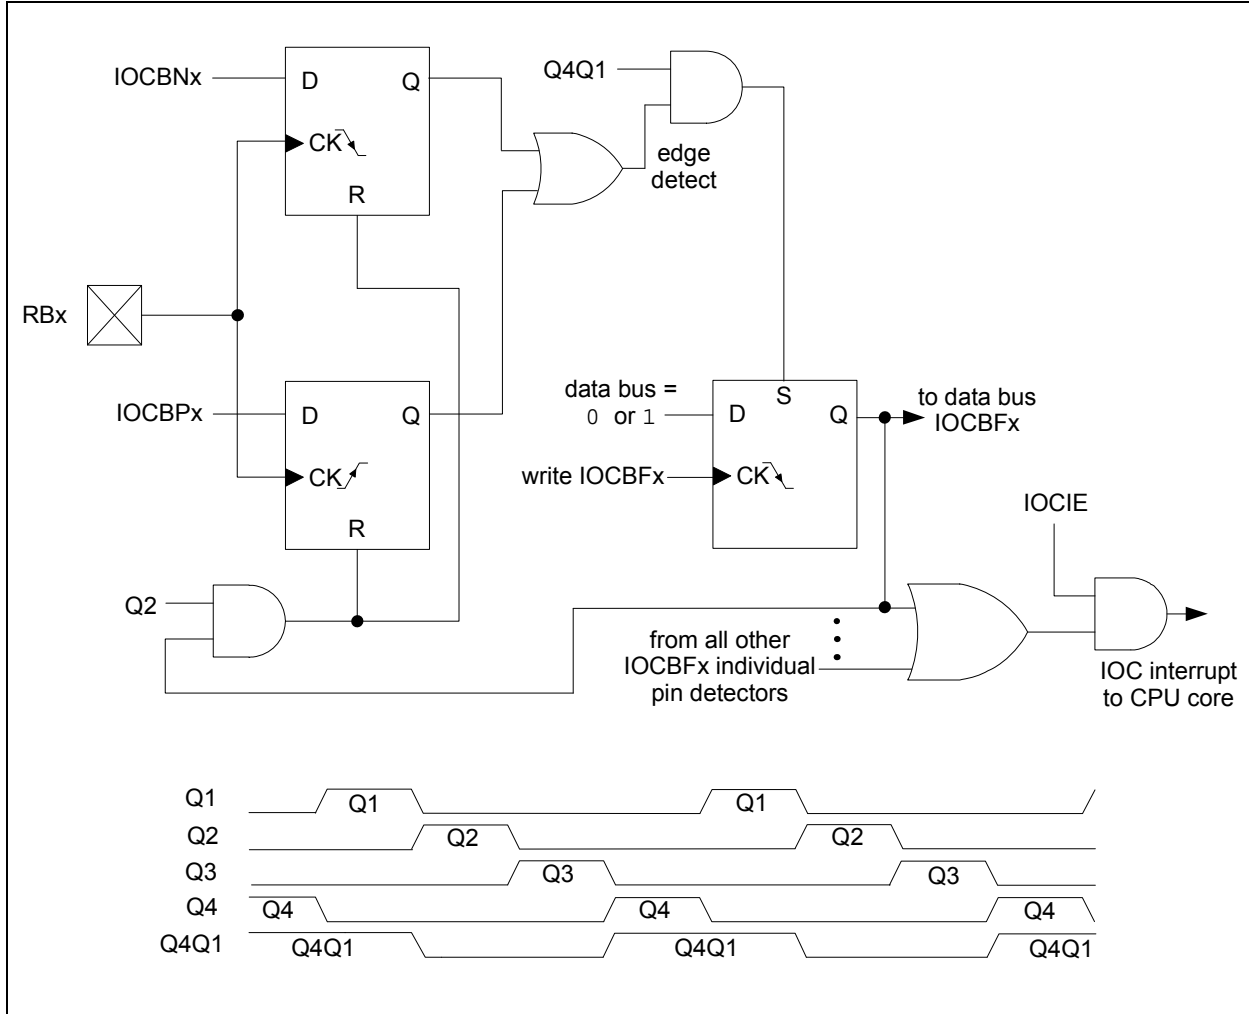 IOCBNx
D
Q
CK
R
Q4Q1
edge
detect
RBx
IOCBPx
D
Q
CK
R
data bus =
0 or 1
S
D
Q
to data bus
IOCBFx
write IOCBFx
CK
IOCIE
Q2
from all other
IOCBFx individual
pin detectors
IOC interrupt
to CPU core
Q1
Q1
Q1
Q2
Q2
Q2
Q3
Q3
Q3
Q4
Q4
Q4
Q4
Q4Q1
Q4Q1
Q4Q1
Q4Q1